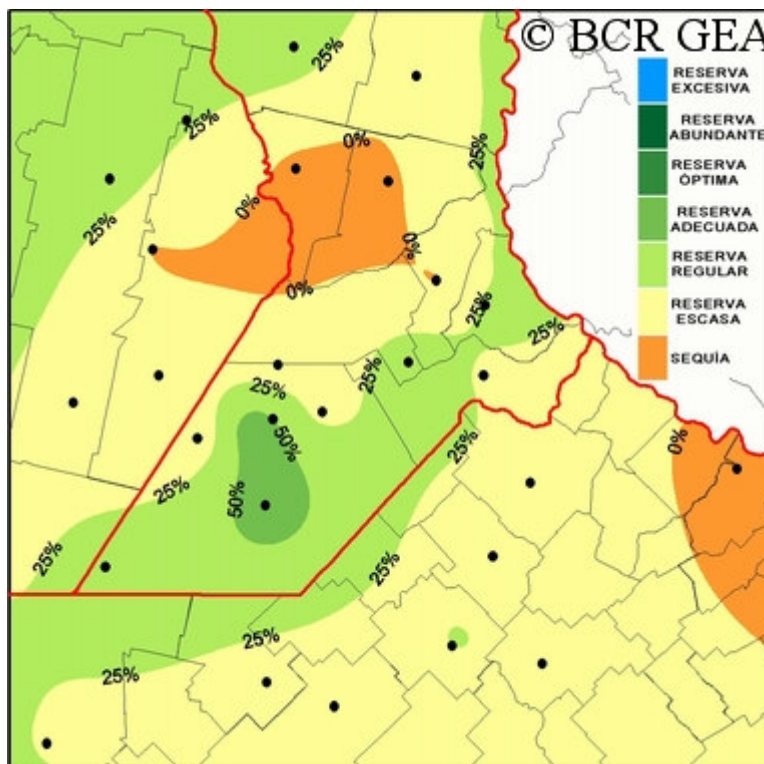 © BCR GEA
RESERVA
EXCESIVA
RESERVA
ABUNDANTE
RESERVA
ÓPTIMA
RESERVA
ADECUADA
RESERVA
REGULAR
RESERVA
ESCASA
SEQUÍA
25%
25%
0%
25%
0%
25%
0%
0%
25%
25%
25%
25%
50%
0%
25%
25%
50%
25%
25%
25%
25%